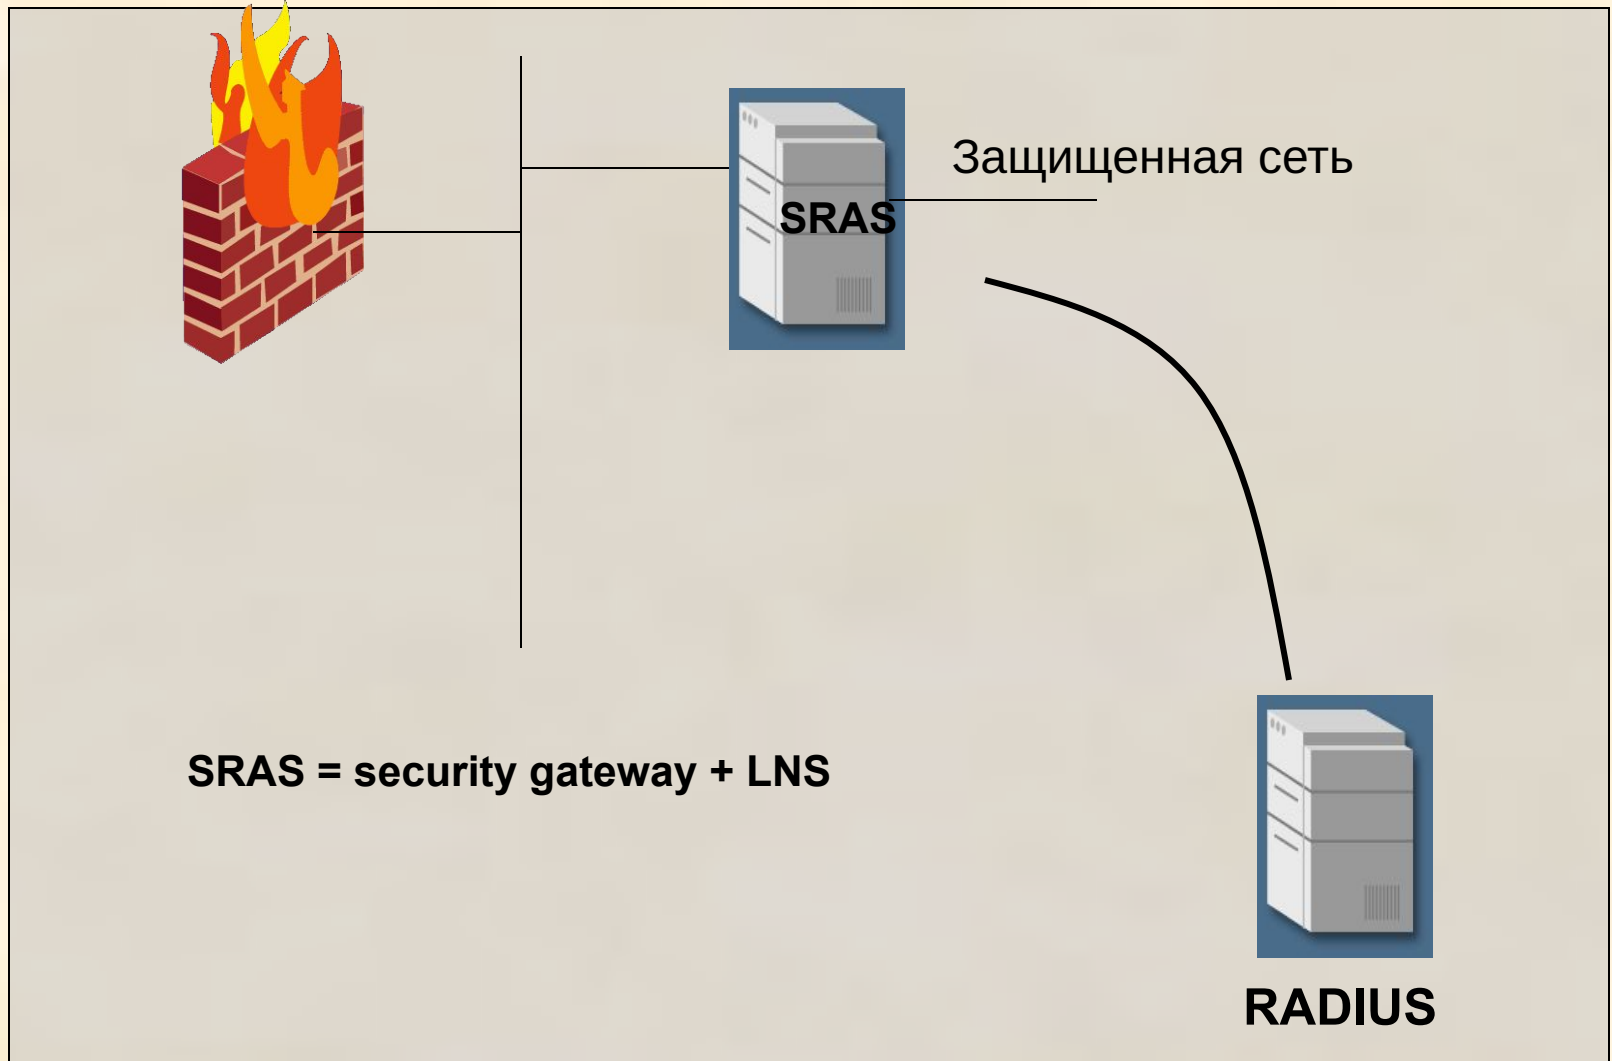 Защищенная сеть
SRAS
SRAS = security gateway + LNS
RADIUS